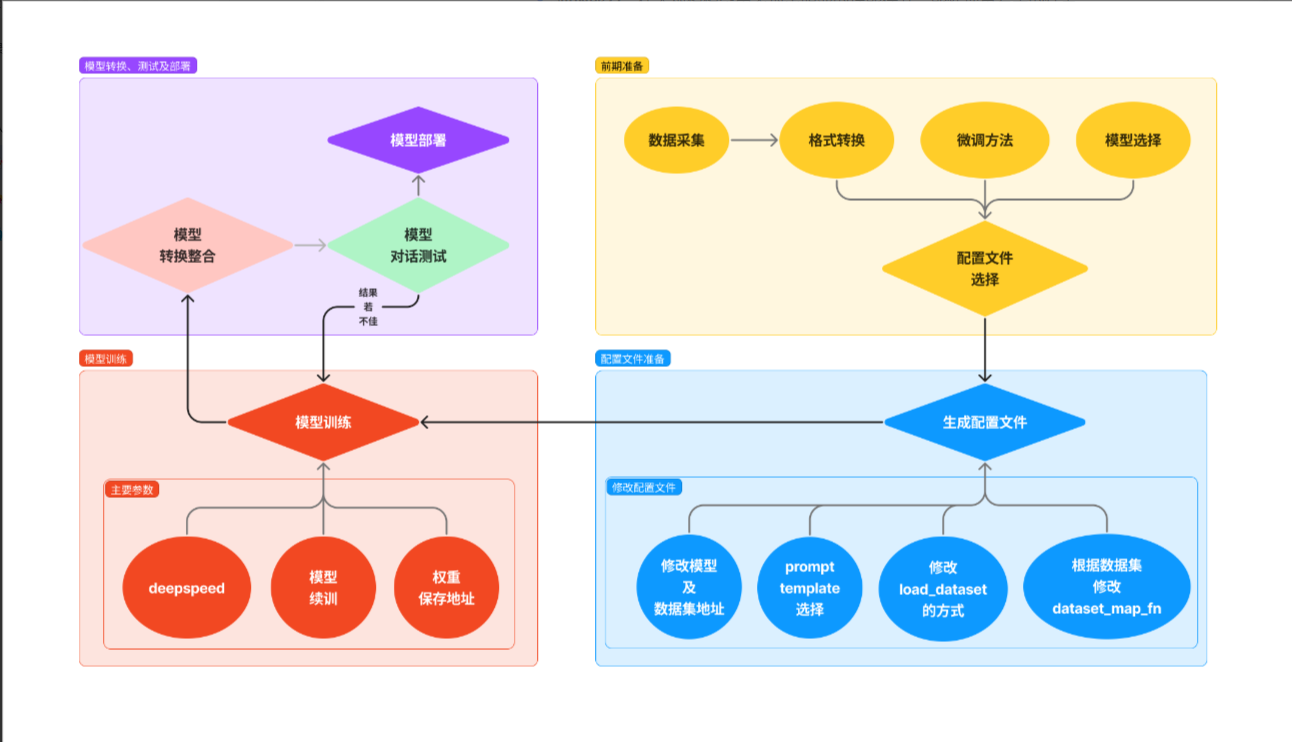 模型转换、测试及部署
模型部署
模型
转换整合
模型
对话测试
结果
若
不佳
前期准备
数据采集
格式转换
微调方法
模型选择
配置文件
选择
模型训练
模型训练
主要参数
deepspeed
模型
续训
权重
保存地址
配置文件准备
生成配置文件
修改配置文件
修改模型
及
数据集地址
prompt
template
选择
修改
load_dataset
的方式
根据数据集
修改
dataset_map_fn